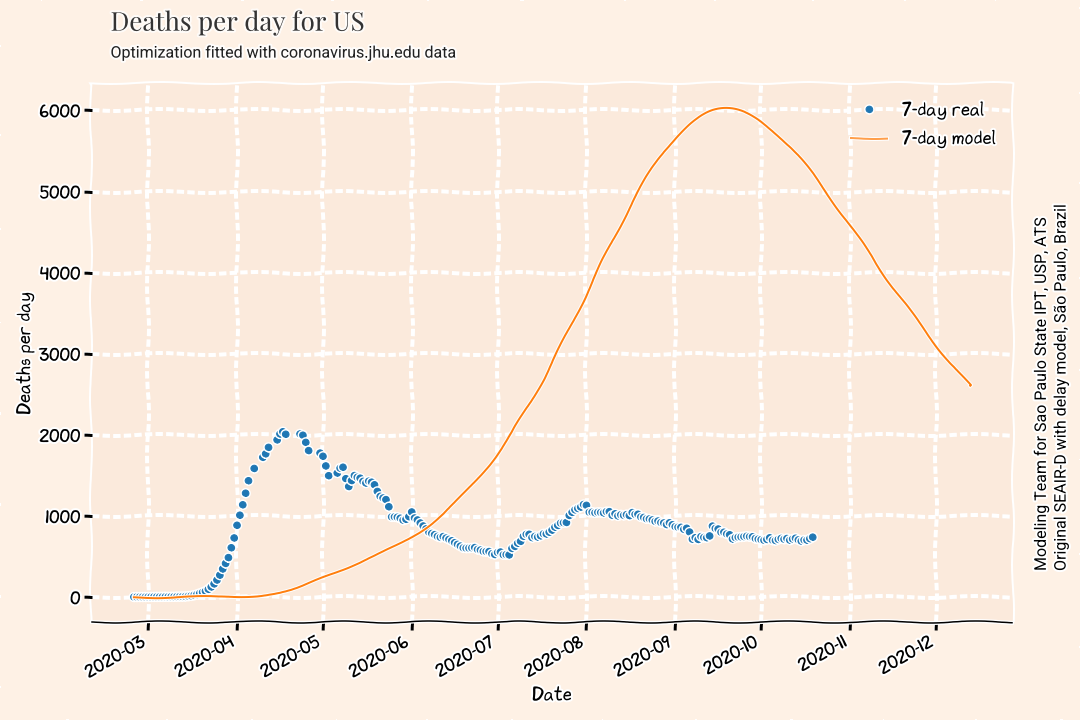 Deaths per day for US
Optimization fitted with coronavirus.jhu.edu data
7-day real
7-day model
Deaths per day
6000
5000
4000
3000
2000
1000
0
2020-03
2020-04
2020-05
2020-06
2020-07
2020-08
2020-09
2020-10
2020-11
2020-12
Date
Modeling Team for Sao Paulo State IPT, USP, ATS
Original SEAIR-D with delay model, São Paulo, Brazil